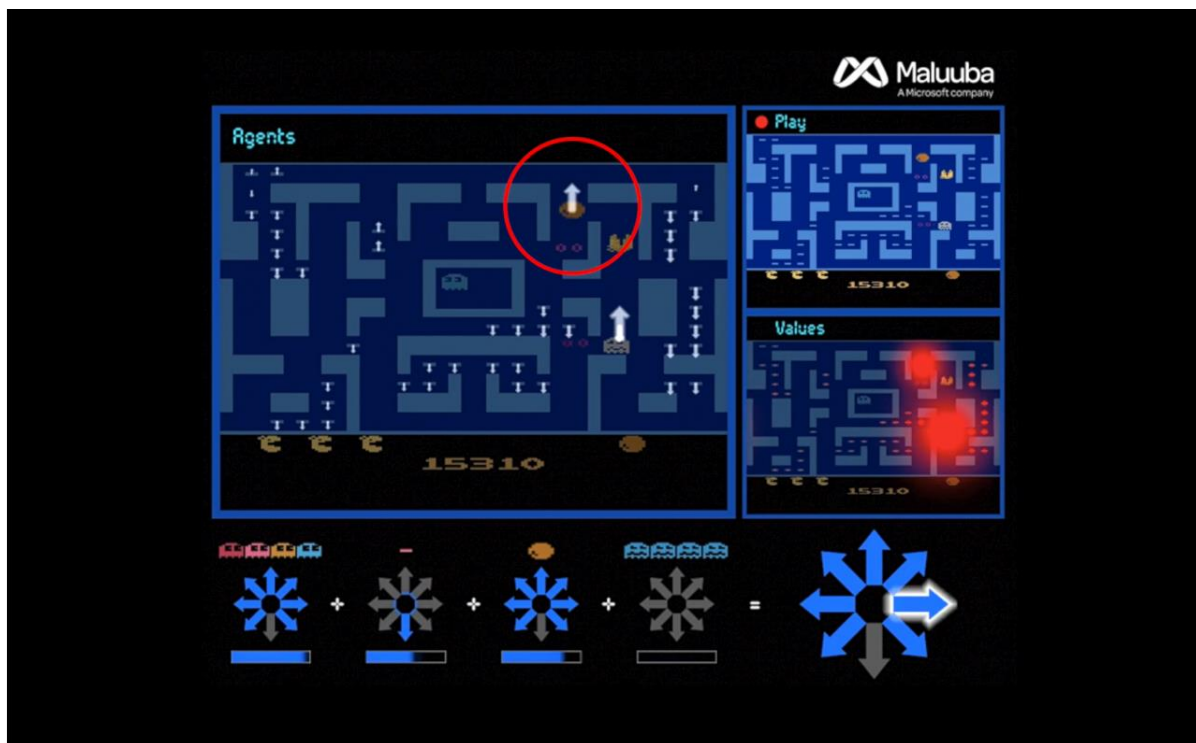 Maluuba
A Microsoft company
Agents
15310
Play
15310
Values
15310
+ + + =